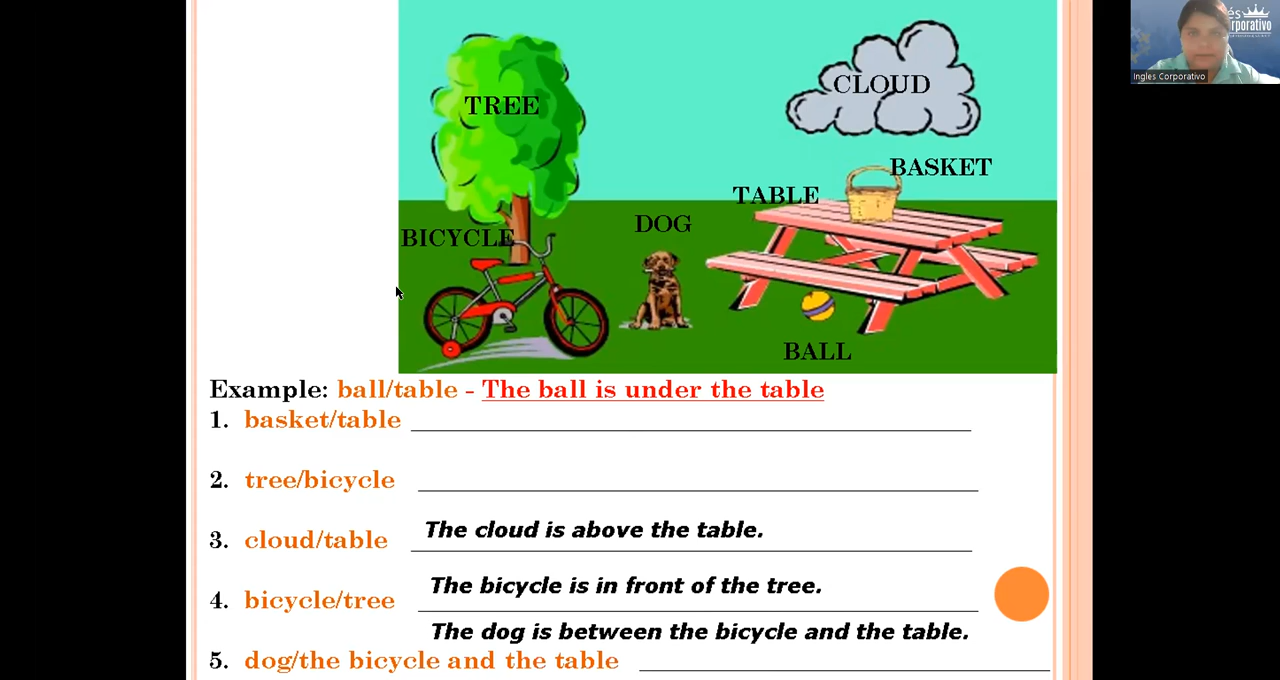 és
rporativo
Ingles Corporativo
TREE
CLOUD
BASKET
TABLE
DOG
BICYCLE
BALL
Example: ball/table - The ball is under the table
1. basket/table
2. tree/bicycle
3. cloud/table The cloud is above the table.
4. bicycle/tree The bicycle is in front of the tree.
The dog is between the bicycle and the table.
5. dog/the bicycle and the table